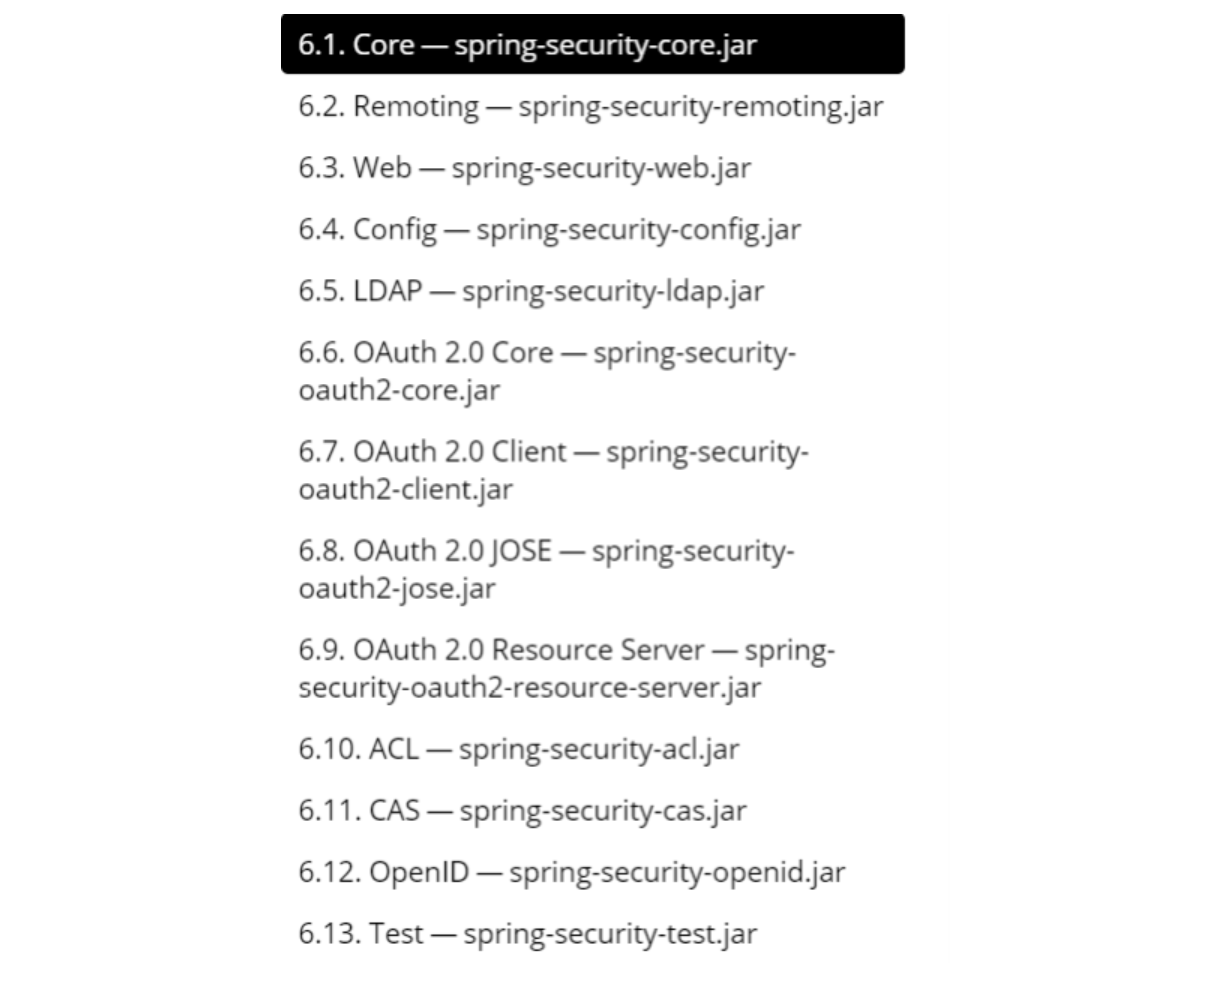 6.1. Core — spring-security-core.jar
6.2. Remoting — spring-security-remoting.jar
6.3. Web — spring-security-web.jar
6.4. Config — spring-security-config.jar
6.5. LDAP — spring-security-ldap.jar
6.6. OAuth 2.0 Core — spring-security-
oauth2-core.jar
6.7. OAuth 2.0 Client — spring-security-
oauth2-client.jar
6.8. OAuth 2.0 JOSE — spring-security-
oauth2-jose.jar
6.9. OAuth 2.0 Resource Server — spring-
security-oauth2-resource-server.jar
6.10. ACL — spring-security-acl.jar
6.11. CAS — spring-security-cas.jar
6.12. OpenID — spring-security-openid.jar
6.13. Test — spring-security-test.jar